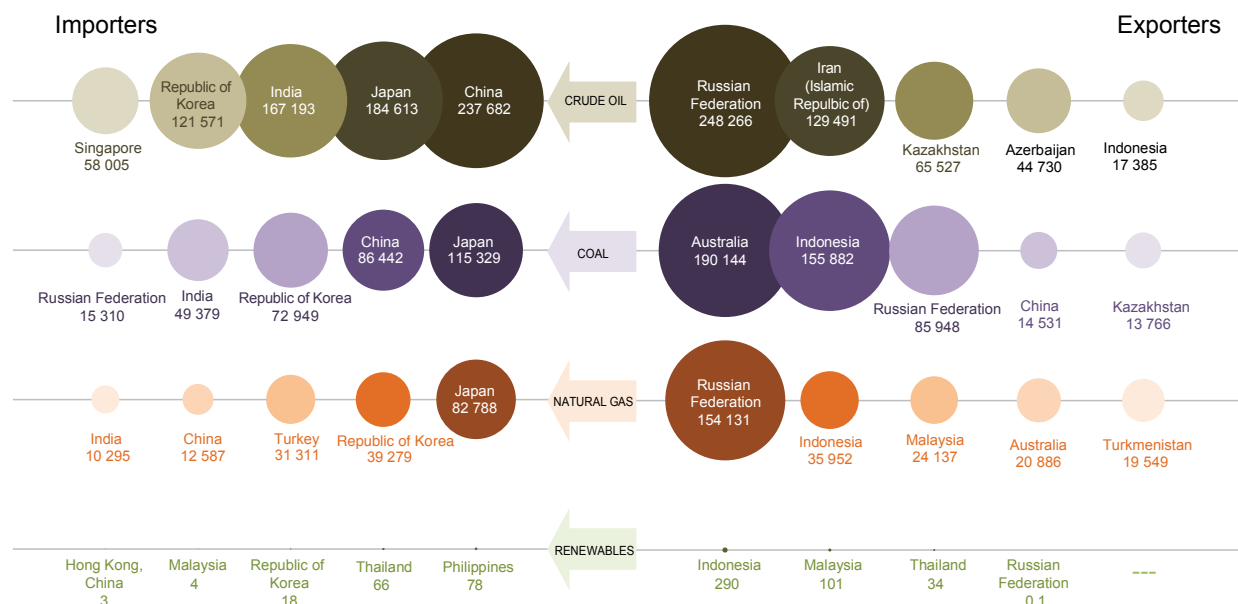 Importers
Exporters
Singapore
58 005
Republic of
Korea
121 571
India
167 193
Japan
184 613
China
237 682
CRUDE OIL
Russian
Federation
248 266
Iran
(Islamic
Repulbic of)
129 491
Kazakhstan
65 527
Azerbaijan
44 730
Indonesia
17 385
Russian Federation
15 310
India
49 379
Republic of Korea
72 949
China
86 442
Japan
115 329
COAL
Australia
190 144
Indonesia
155 882
Russian Federation
85 948
China
14 531
Kazakhstan
13 766
India
10 295
China
12 587
Turkey
31 311
Republic of Korea
39 279
Japan
82 788
NATURAL GAS
Russian
Federation
154 131
Indonesia
35 952
Malaysia
24 137
Australia
20 886
Turkmenistan
19 549
Hong Kong,
China
3
Malaysia
4
Republic of
Korea
18
Thailand
66
Philippines
78
RENEWABLES
Indonesia
290
Malaysia
101
Thailand
34
Russian
Federation
0.1
---